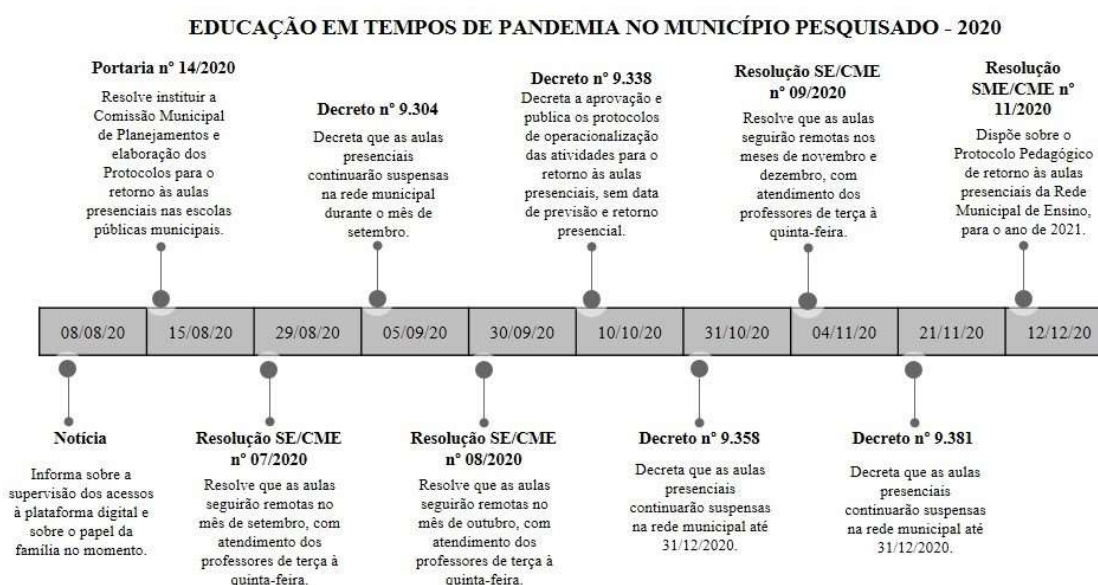 EDUCAÇÃO EM TEMPOS DE PANDEMIA NO MUNICÍPIO PESQUISADO - 2020
Portaria nº 14/2020
Resolve instituir a
Comissão Municipal
de Planejamentos e
elaboração dos
Protocolos para o
retorno às aulas
presenciais nas escolas
públicas municipais.
Decreto nº 9.304
Decreta que as aulas
presenciais
continuarão suspensas
na rede municipal
durante o mês de
setembro.
Decreto nº 9.338
Decreta a aprovação e
publica os protocolos
de operacionalização
das atividades para o
retorno às aulas
presenciais, sem data
de previsão e retorno
presencial.
Resolução SE/CME
nº 09/2020
Resolve que as aulas
seguirão remotas nos
meses de novembro e
dezembro, com
atendimento dos
professores de terça à
quinta-feira.
Resolução
SME/CME nº
11/2020
Dispõe sobre o
Protocolo Pedagógico
de retorno às aulas
presenciais da Rede
Municipal de Ensino,
para o ano de 2021.
08/08/20 15/08/20 29/08/20 05/09/20 30/09/20 10/10/20 31/10/20 04/11/20 21/11/20 12/12/20
Notícia
Informa sobre a
supervisão dos acessos
à plataforma digital e
sobre o papel da
família no momento.
Resolução SE/CME
nº 07/2020
Resolve que as aulas
seguirão remotas no
mês de setembro, com
atendimento dos
professores de terça à
quinta-feira.
Resolução SE/CME
nº 08/2020
Resolve que as aulas
seguirão remotas no
mês de outubro, com
atendimento dos
professores de terça à
quinta-feira.
Decreto nº 9.358
Decreta que as aulas
presenciais
continuarão suspensas
na rede municipal até
31/12/2020.
Decreto nº 9.381
Decreta que as aulas
presenciais
continuarão suspensas
na rede municipal até
31/12/2020.